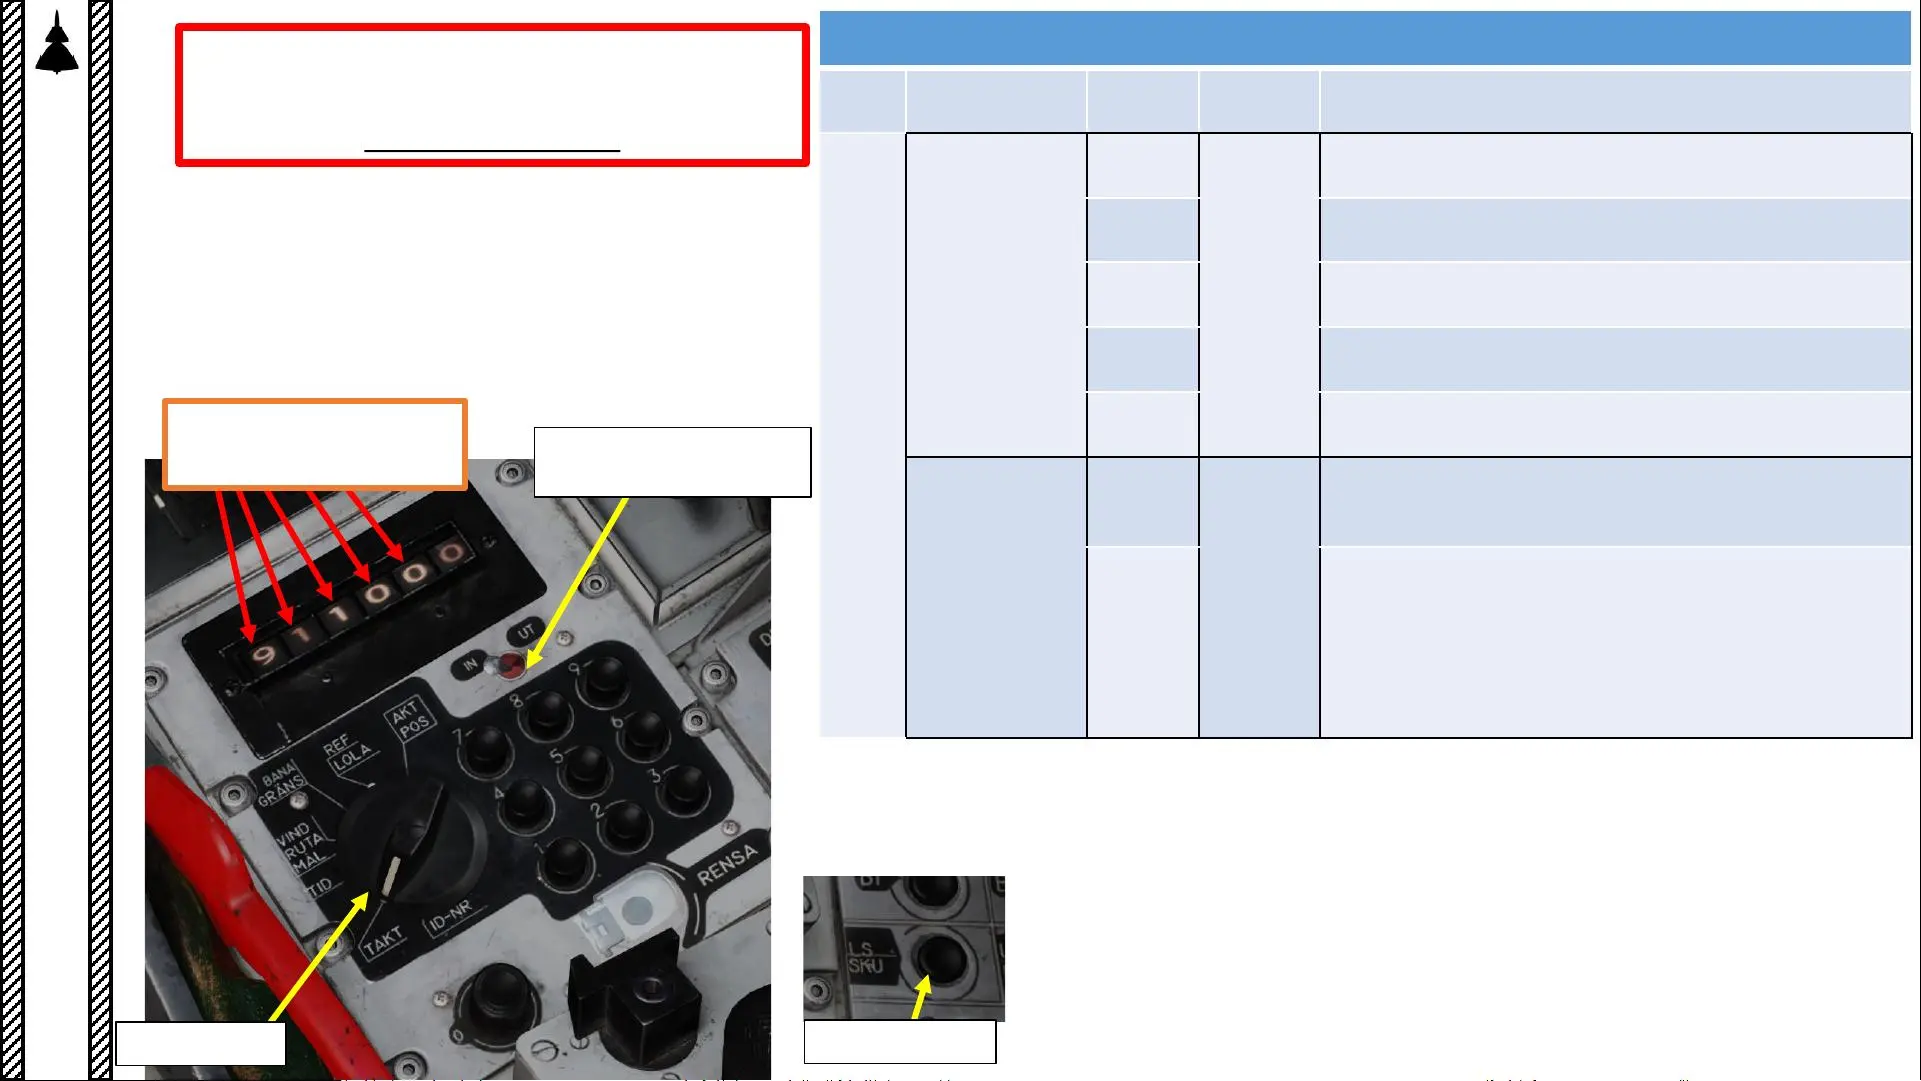 9 1 1 0 0 0
UT
IN
AKT
POS
REF
LOLA
BANA
GRÄNS
VIND
RUTA
MÅL
TID
TAKT
ID-NR
9
8
7
6
5
4
3
2
1
RENSA
0
LS
SKU